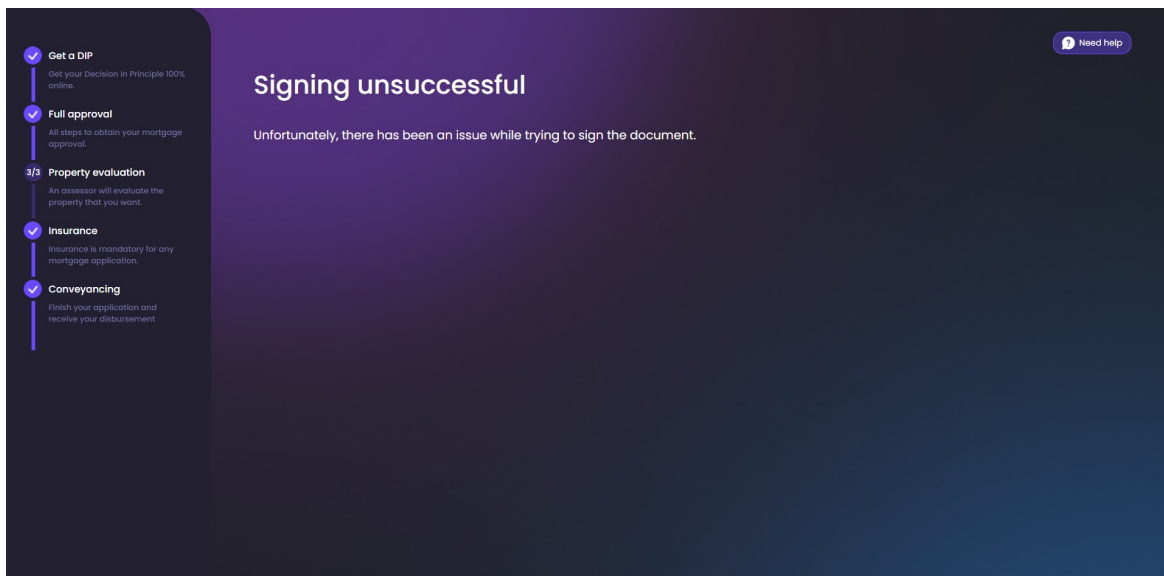 Get a DIP
Get your Decision in Principle 100%
online.
Full approval
All steps to obtain your mortgage
approval.
3/3 Property evaluation
An assessor will evaluate the
property that you want.
Insurance
Insurance is mandatory for any
mortgage application.
Conveyancing
Finish your application and
receive your disbursement
Need help
Signing unsuccessful
Unfortunately, there has been an issue while trying to sign the document.